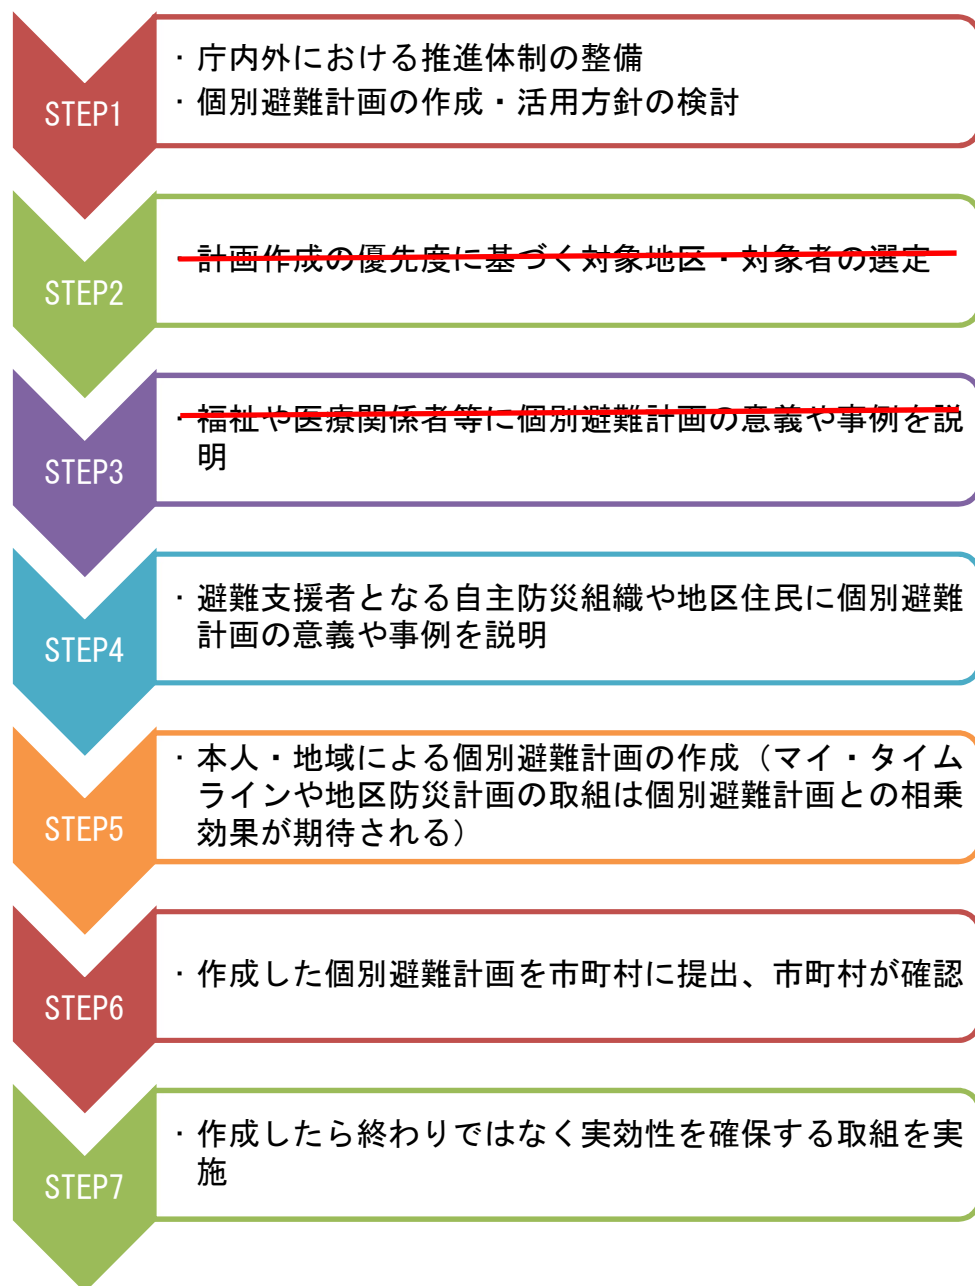 STEP1
・庁内外における推進体制の整備
・個別避難計画の作成・活用方針の検討
STEP2
・計画作成の優先度に基づく対象地区・対象者の選定
STEP3
・福祉や医療関係者等に個別避難計画の意義や事例を説
明
STEP4
・避難支援者となる自主防災組織や地区住民に個別避難
計画の意義や事例を説明
STEP5
・本人・地域による個別避難計画の作成（マイ・タイム
ラインや地区防災計画の取組は個別避難計画との相乗
効果が期待される）
STEP6
・作成した個別避難計画を市町村に提出、市町村が確認
STEP7
・作成したら終わりではなく実効性を確保する取組を実
施